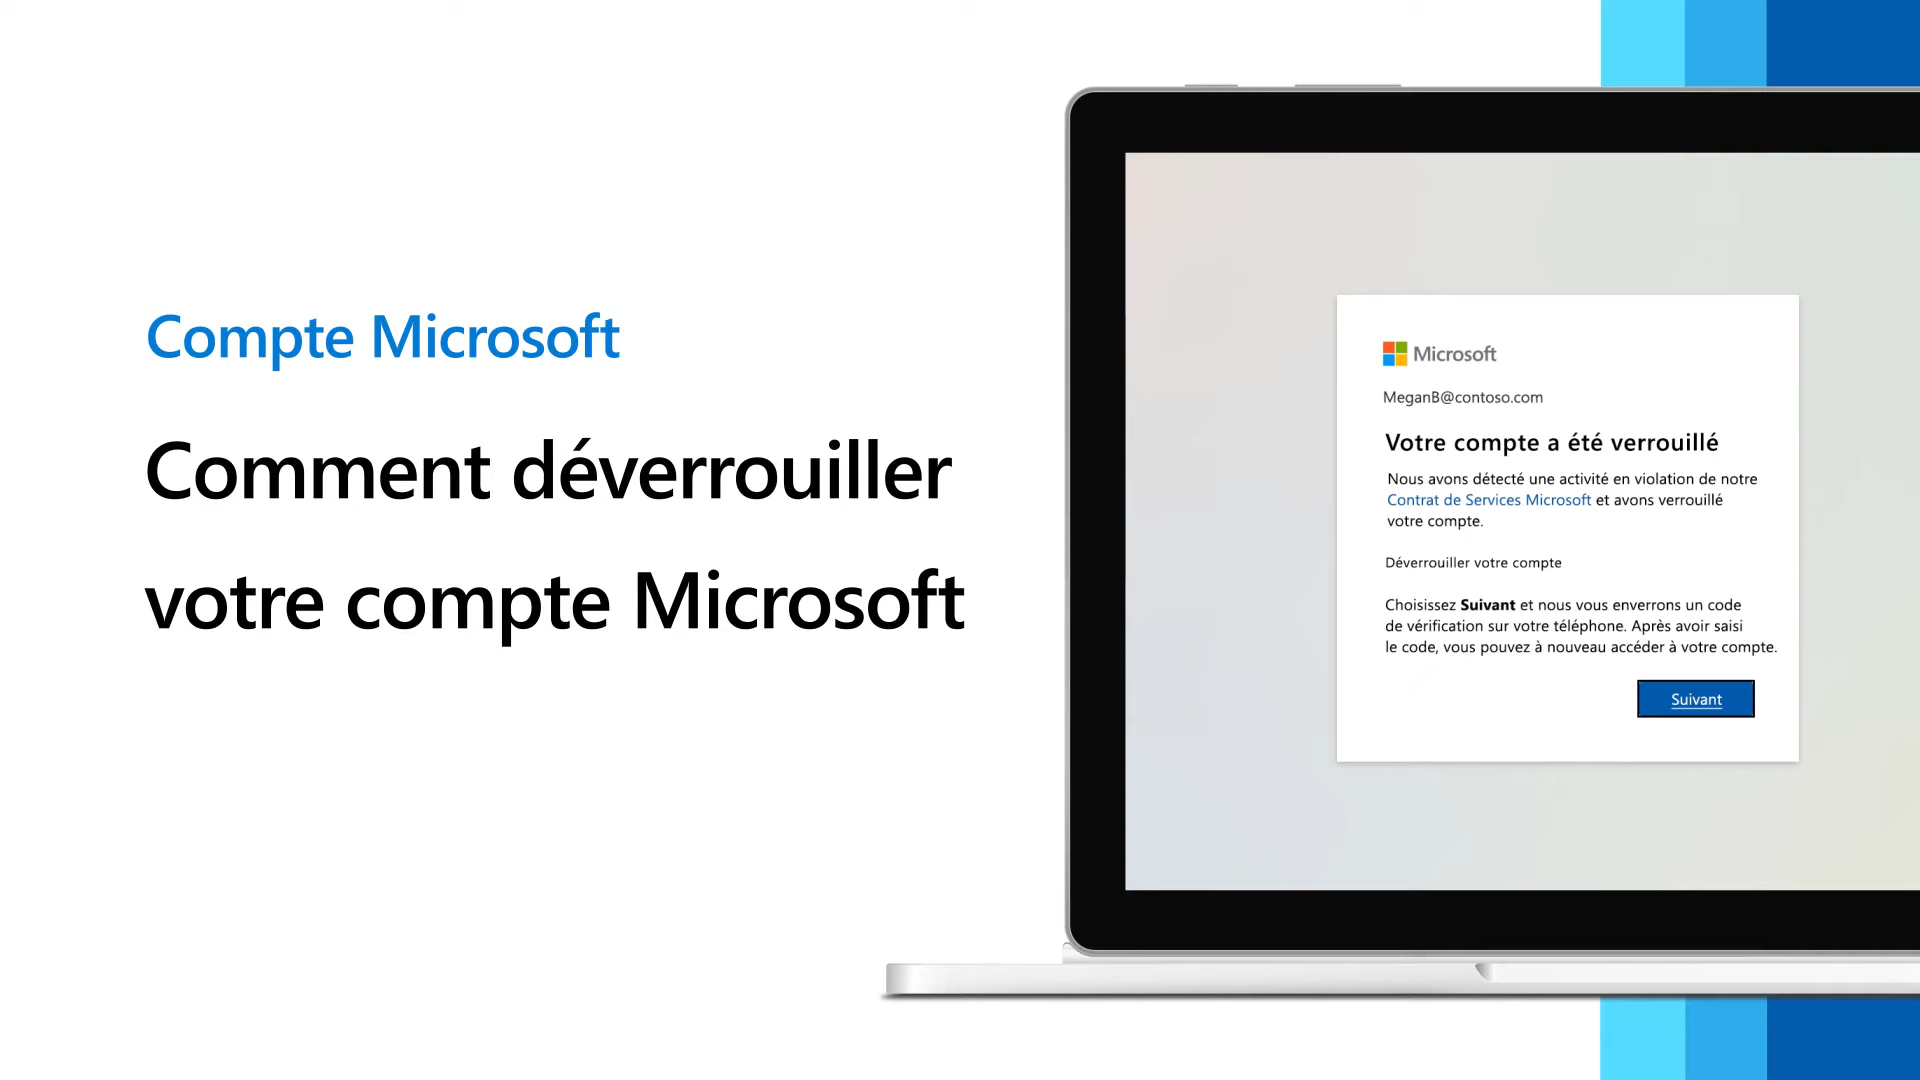 Compte Microsoft
Comment déverrouiller
votre compte Microsoft
Microsoft
MeganB@contoso.com
Votre compte a été verrouillé
Nous avons détecté une activité en violation de notre
Contrat de Services Microsoft et avons verrouillé
votre compte.
Déverrouiller votre compte
Choisissez Suivant et nous vous enverrons un code
de vérification sur votre téléphone. Après avoir saisi
le code, vous pouvez à nouveau accéder à votre compte.
Suivant